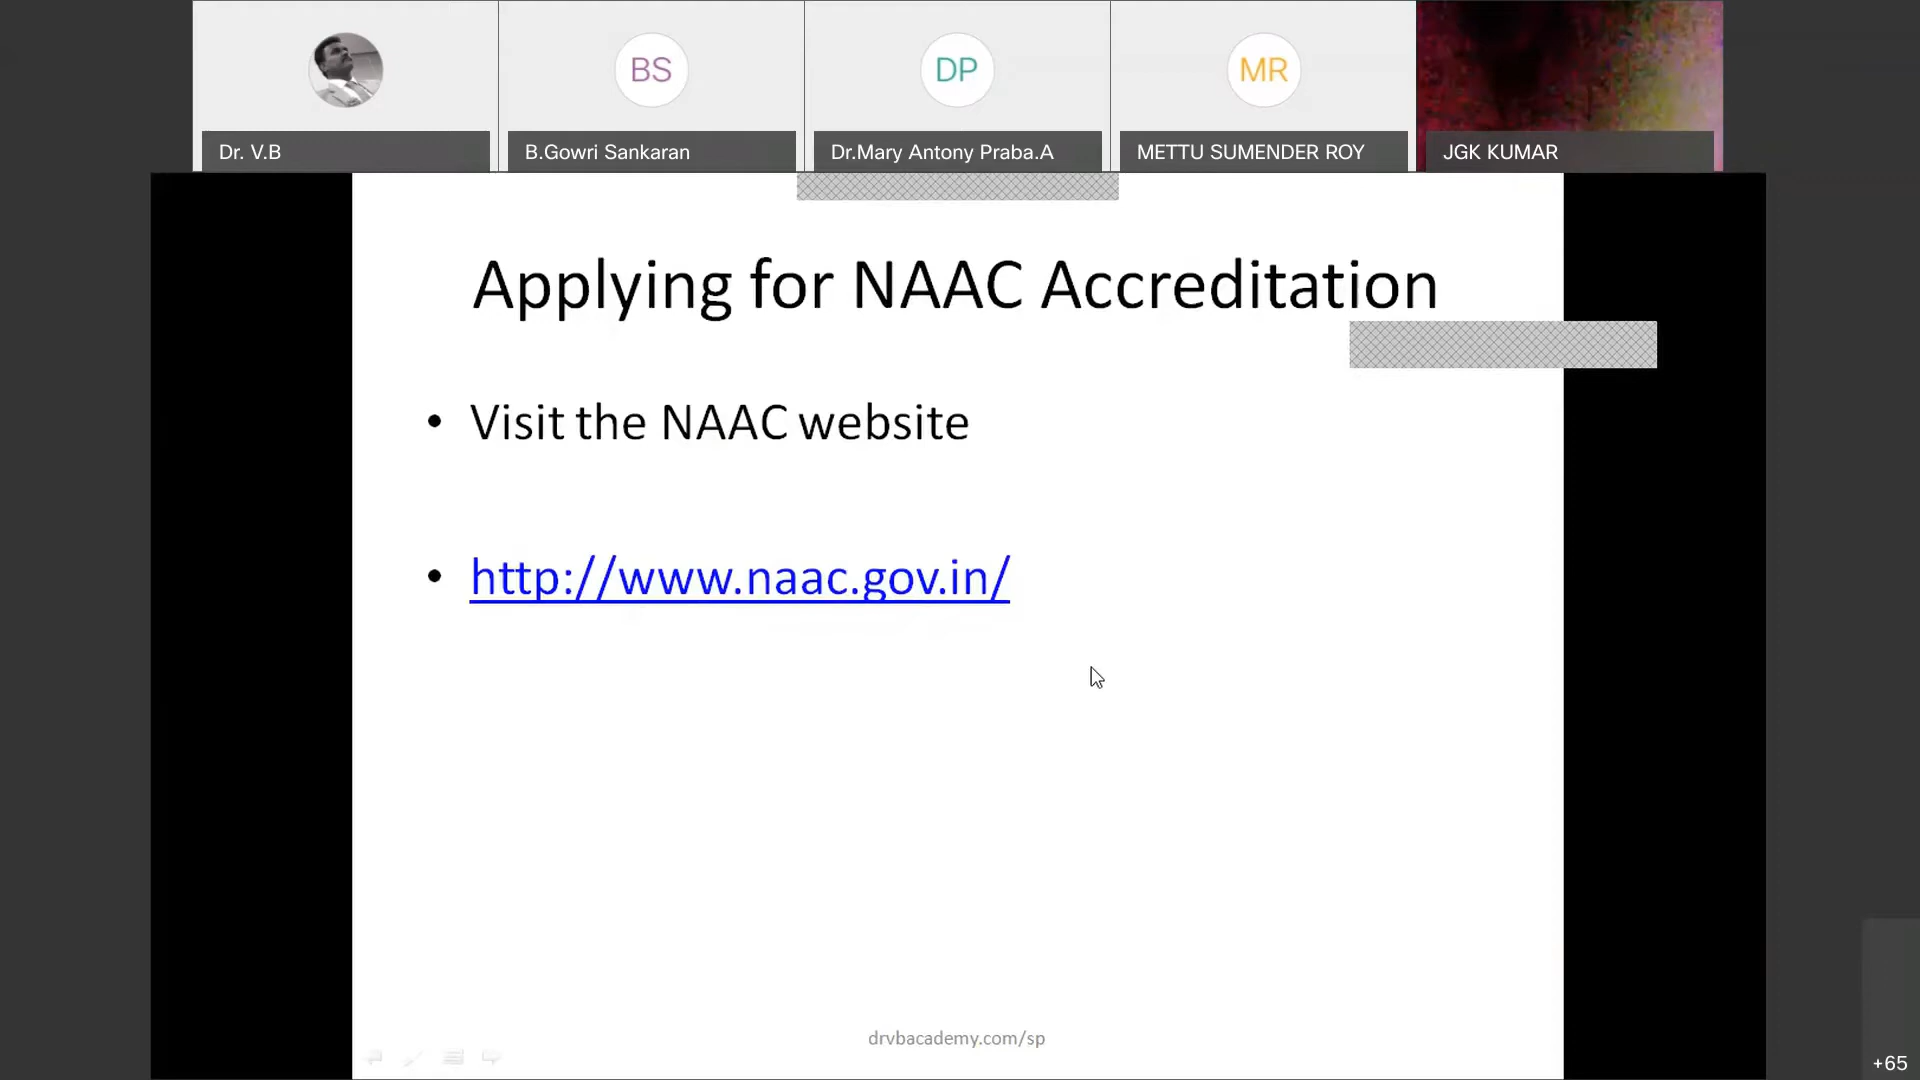 BS
DP
MR
Dr. V.B
B.Gowri Sankaran
Dr.Mary Antony Praba.A
METTU SUMENDER ROY
JGK KUMAR
Applying for NAAC Accreditation
• Visit the NAAC website
• http://www.naac.gov.in/
drvbacademy.com/sp
+65